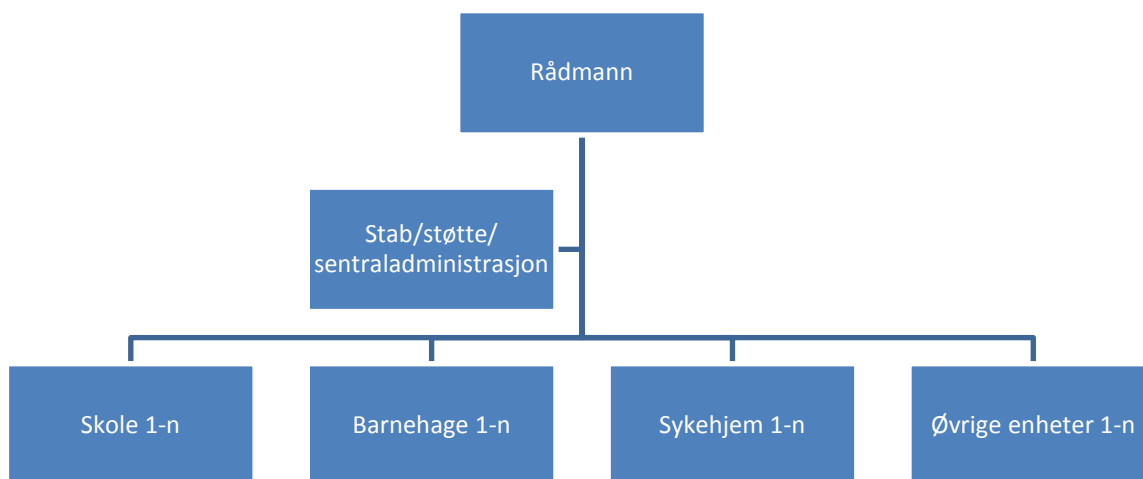 Rådmann
Stab/støtte/
sentraladministrasjon
Skole 1-n
Barnehage 1-n
Sykehjem 1-n
Øvrige enheter 1-n